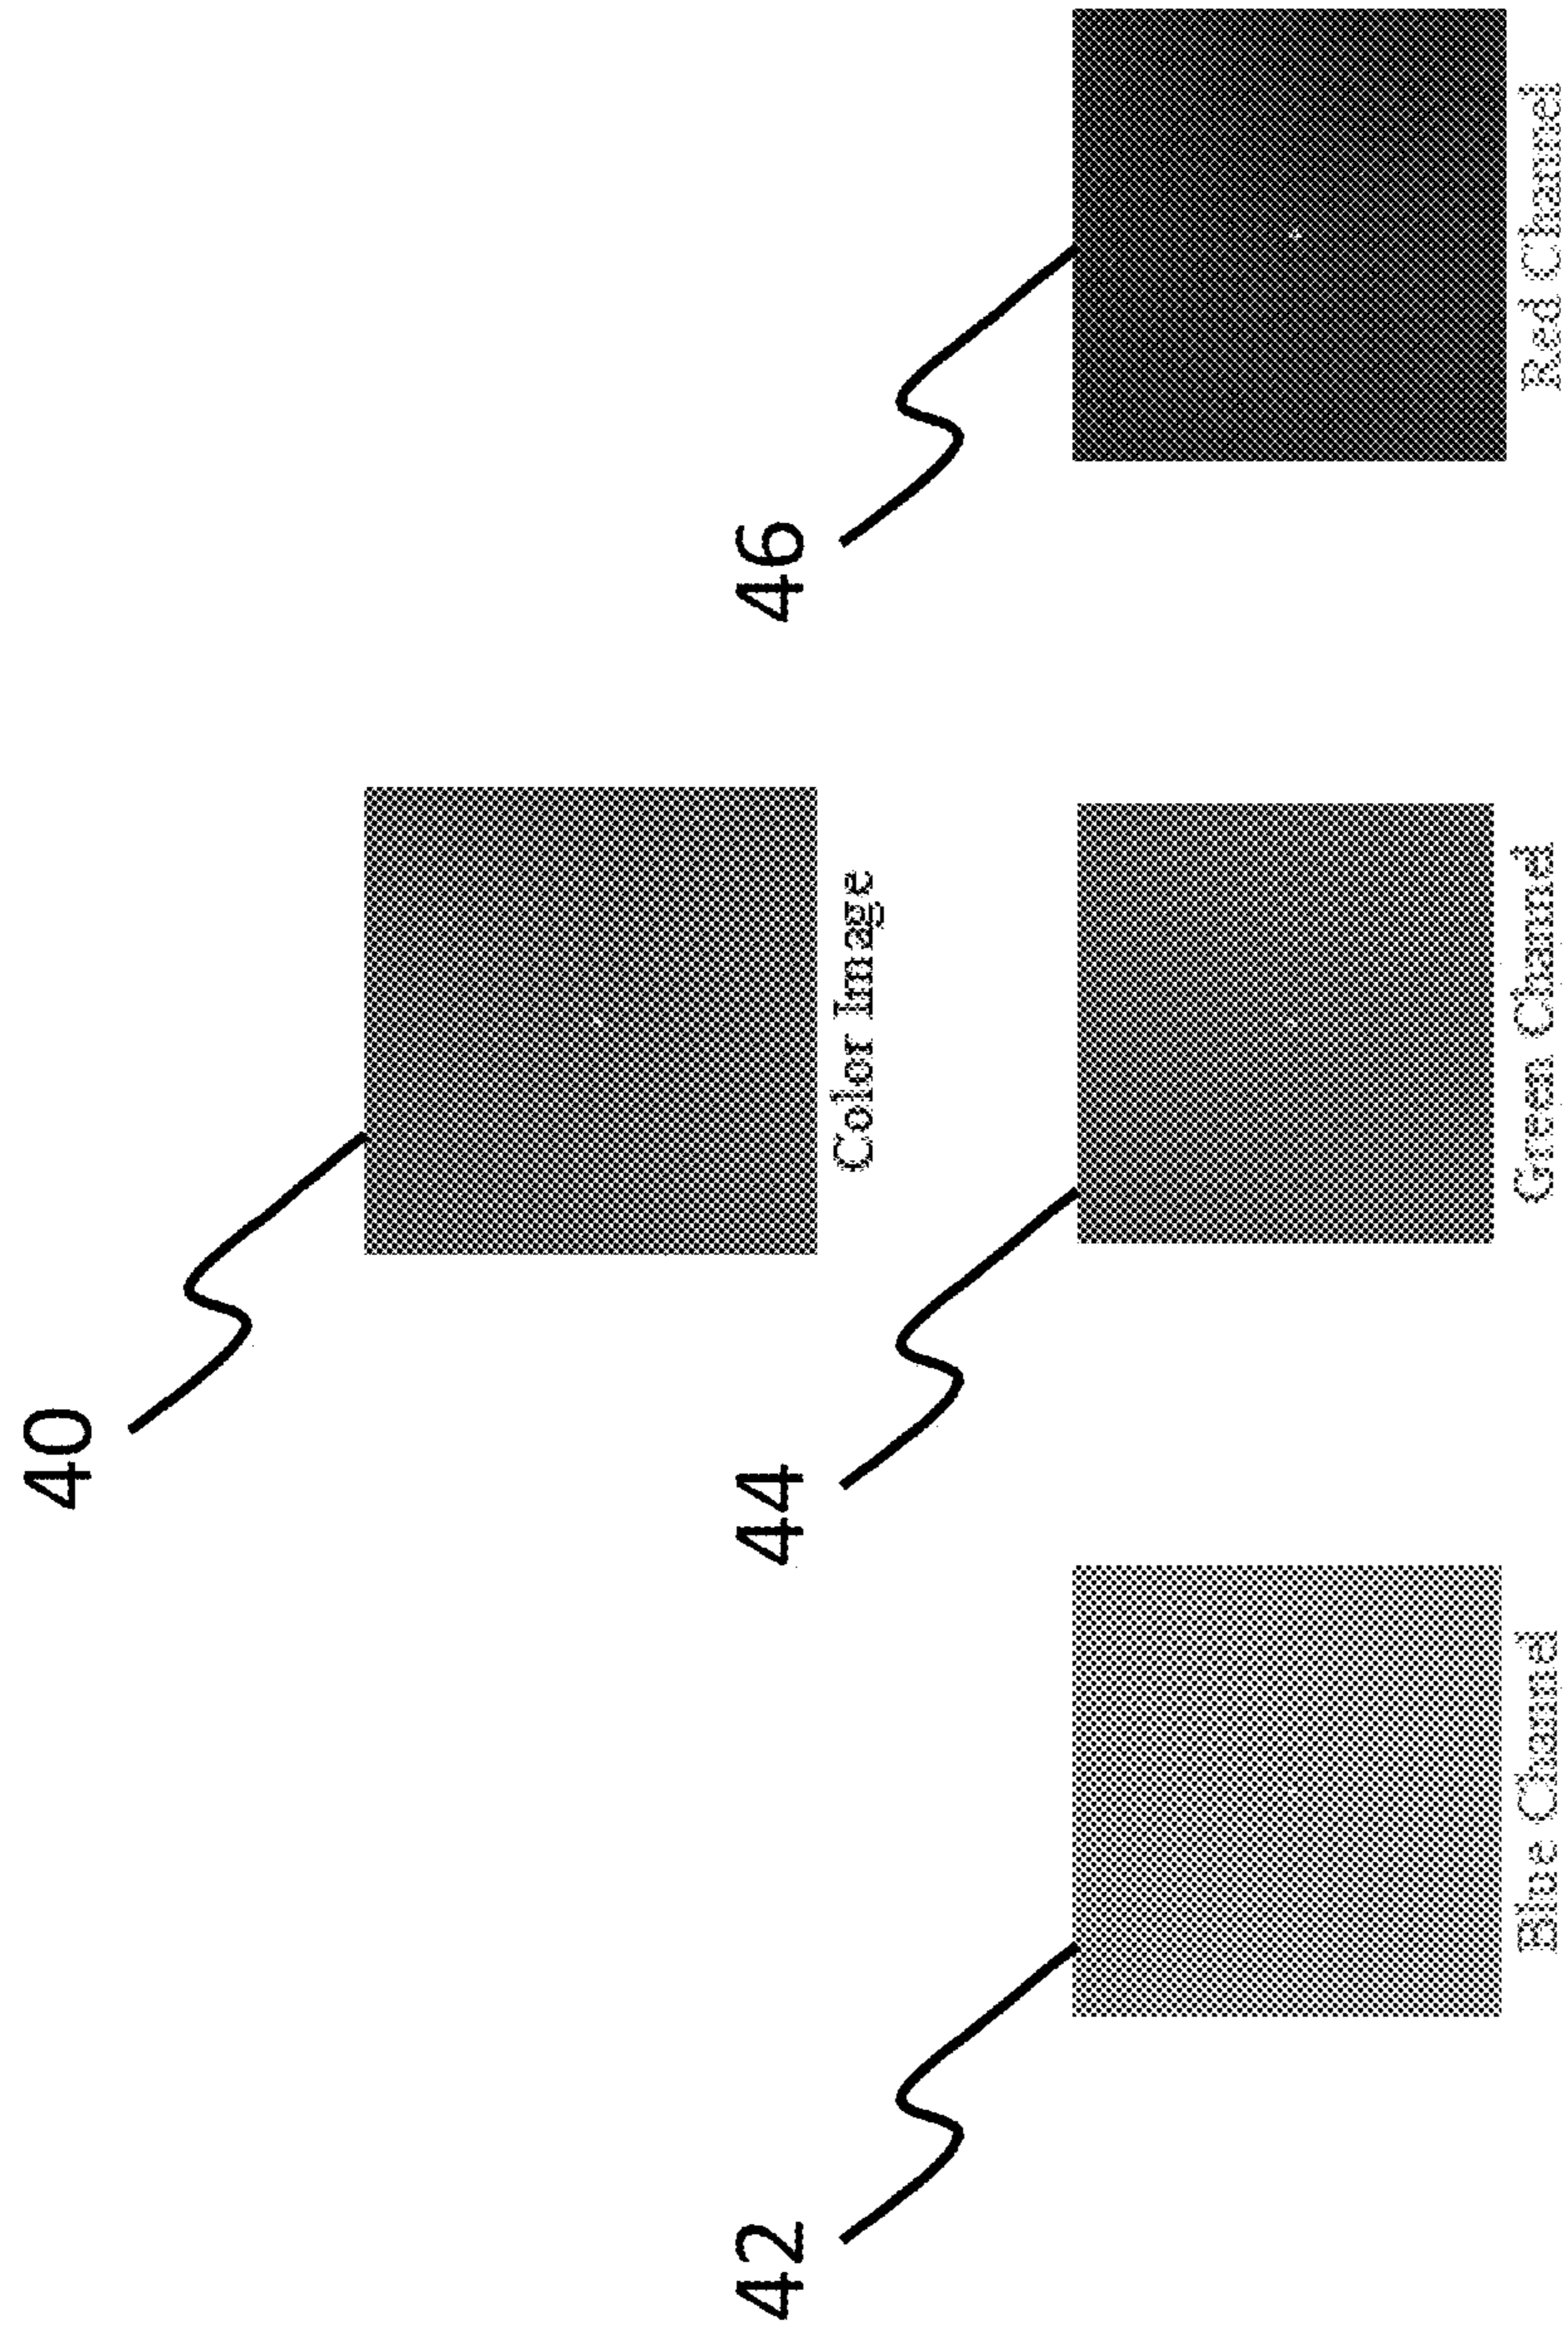 40
Color Image
42
44
46
Blue Channel
Green Channel
Red Channel